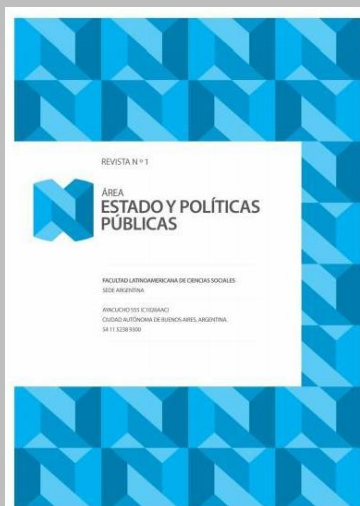 REVISTA Nº 1
ÁREA
ESTADO Y POLÍTICAS
PÚBLICAS
FACULTAD LATINOAMERICANA DE CIENCIAS SOCIALES
SEDE ARGENTINA
AYACUCHO 555 (C1026AAC)
CIUDAD AUTÓNOMA DE BUENOS AIRES, ARGENTINA.
54 11 5238 9300